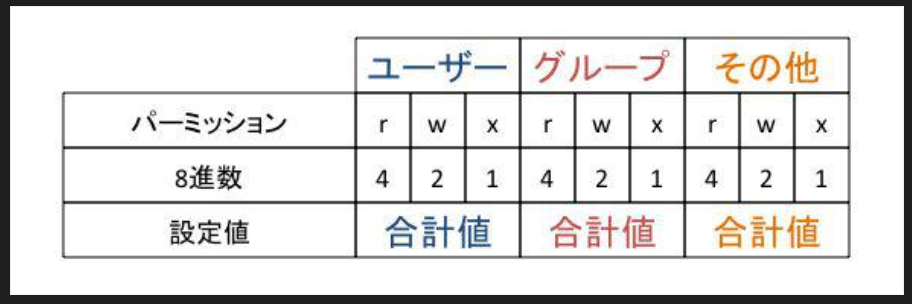 ユーザー グループ その他
パーミッション r w x r w x r w x
8進数 4 2 1 4 2 1 4 2 1
設定値 合計値 合計値 合計値